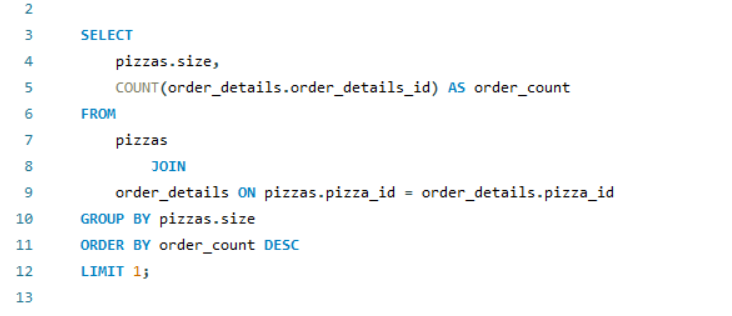 2
3 SELECT
4 pizzas.size,
5 COUNT(order_details.order_details_id) AS order_count
6 FROM
7 pizzas
8 JOIN
9 order_details ON pizzas.pizza_id = order_details.pizza_id
10 GROUP BY pizzas.size
11 ORDER BY order_count DESC
12 LIMIT 1;
13